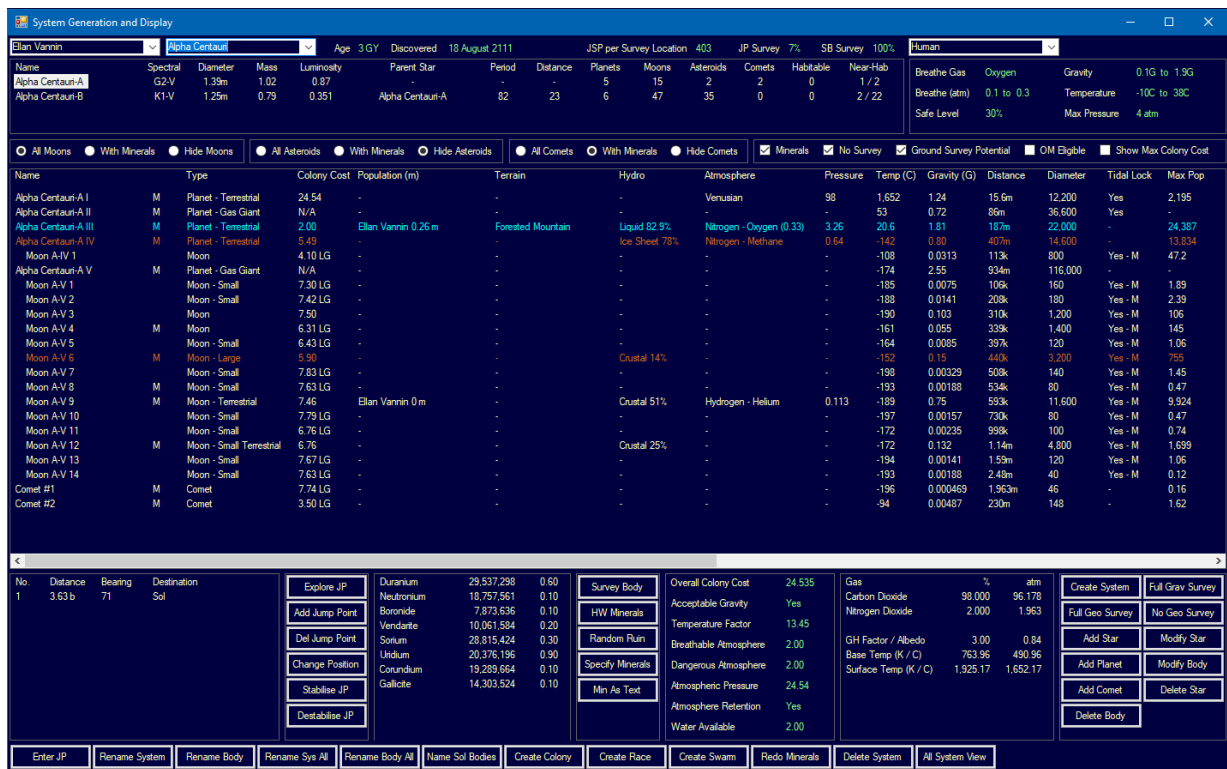 System Generation and Display
Ellan Vannin Alpha Centauri Age 3 GY Discovered 18 August 2111 JSP per Survey Location 403 JP Survey 7% SB Survey 100% Human
Name Spectral Diameter Mass Luminosity Parent Star Period Distance Planets Moons Asteroids Comets Habitable Near-Hab
Alpha Centauri-A G2-V 1.39m 1.02 0.87 - - - 5 15 2 2 0 1 / 2
Alpha Centauri-B K1-V 1.25m 0.79 0.351 Alpha Centauri-A 82 23 6 47 35 0 0 2 / 22
Breathe Gas Oxygen Gravity 0.1G to 1.9G
Breathe (atm) 0.1 to 0.3 Temperature -10C to 38C
Safe Level 30% Max Pressure 4 atm
All Moons With Minerals Hide Moons All Asteroids With Minerals Hide Asteroids All Comets With Minerals Hide Comets Minerals No Survey Ground Survey Potential OM Eligible Show Max Colony Cost
Name Type Colony Cost Population (m) Terrain Hydro Atmosphere Pressure Temp (C) Gravity (G) Distance Diameter Tidal Lock Max Pop
Alpha Centauri-A I M Planet - Terrestrial 24.54 - - - Venusian 98 1,652 1.24 15.6m 12,200 Yes 2,195
Alpha Centauri-A II M Planet - Gas Giant N/A - - - - - 53 0.72 86m 36,600 Yes -
Alpha Centauri-A III M Planet - Terrestrial 2.00 Ellan Vannin 0.26 m Forested Mountain Liquid 82.9% Nitrogen - Oxygen (0.33) 3.26 20.6 1.81 187m 22,000 - 24,387
Alpha Centauri-A IV M Planet - Terrestrial 5.49 - - Ice Sheet 78% Nitrogen - Methane 0.64 -142 0.80 407m 14,600 - 13,834
Moon A-IV 1 Moon 4.10 LG - - - - - -108 0.0313 113k 800 Yes - M 47.2
Alpha Centauri-A V M Planet - Gas Giant N/A - - - - - -174 2.55 934m 116,000 - -
Moon A-V 1 Moon - Small 7.30 LG - - - - - -185 0.0075 106k 160 Yes - M 1.89
Moon A-V 2 Moon - Small 7.42 LG - - - - - -188 0.0141 208k 180 Yes - M 2.39
Moon A-V 3 Moon 7.50 - - - - - -190 0.103 310k 1,200 Yes - M 106
Moon A-V 4 M Moon 6.31 LG - - - - - -161 0.055 339k 1,400 Yes - M 145
Moon A-V 5 Moon - Small 6.43 LG - - - - - -164 0.0085 397k 120 Yes - M 1.06
Moon A-V 6 M Moon - Large 5.90 - - Crustal 14% - - -152 0.15 440k 3,200 Yes - M 755
Moon A-V 7 Moon - Small 7.83 LG - - - - - -198 0.00329 508k 140 Yes - M 1.45
Moon A-V 8 M Moon - Small 7.63 LG - - - - - -193 0.00188 534k 80 Yes - M 0.47
Moon A-V 9 M Moon - Terrestrial 7.46 Ellan Vannin 0 m - Crustal 51% Hydrogen - Helium 0.113 -189 0.75 593k 11,600 Yes - M 9,924
Moon A-V 10 Moon - Small 7.79 LG - - - - - -197 0.00157 730k 80 Yes - M 0.47
Moon A-V 11 Moon - Small 6.76 LG - - - - - -172 0.00235 998k 100 Yes - M 0.74
Moon A-V 12 M Moon - Small Terrestrial 6.76 - - Crustal 25% - - -172 0.132 1.14m 4,800 Yes - M 1,699
Moon A-V 13 Moon - Small 7.67 LG - - - - - -194 0.00141 1.59m 120 Yes - M 1.06
Moon A-V 14 Moon - Small 7.63 LG - - - - - -193 0.00188 2.48m 40 Yes - M 0.12
Comet #1 M Comet 7.74 LG - - - - - -196 0.000469 1,963m 46 - 0.16
Comet #2 M Comet 3.50 LG - - - - - -94 0.00487 230m 148 - 1.62
No. Distance Bearing Destination
1 3.63 b 71 Sol
Explore JP
Add Jump Point
Del Jump Point
Change Position
Stabilise JP
Destabilise JP
Duranium 29,537,298 0.60
Neutronium 18,757,561 0.10
Boronide 7,873,636 0.10
Vendarite 10,061,584 0.20
Sorium 28,815,424 0.30
Uridium 20,376,196 0.90
Corundium 19,289,664 0.10
Gallicite 14,303,524 0.10
Survey Body
HW Minerals
Random Ruin
Specify Minerals
Min As Text
Overall Colony Cost 24.535
Acceptable Gravity Yes
Temperature Factor 13.45
Breathable Atmosphere 2.00
Dangerous Atmosphere 2.00
Atmospheric Pressure 24.54
Atmosphere Retention Yes
Water Available 2.00
Gas % atm
Carbon Dioxide 98.000 96.178
Nitrogen Dioxide 2.000 1.963
GH Factor / Albedo 3.00 0.84
Base Temp (K / C) 763.96 490.96
Surface Temp (K / C) 1,925.17 1,652.17
Create System Full Grav Survey
Full Geo Survey No Geo Survey
Add Star Modify Star
Add Planet Modify Body
Add Comet Delete Star
Delete Body
Enter JP Rename System Rename Body Rename Sys All Rename Body All Name Sol Bodies Create Colony Create Race Create Swarm Redo Minerals Delete System All System View